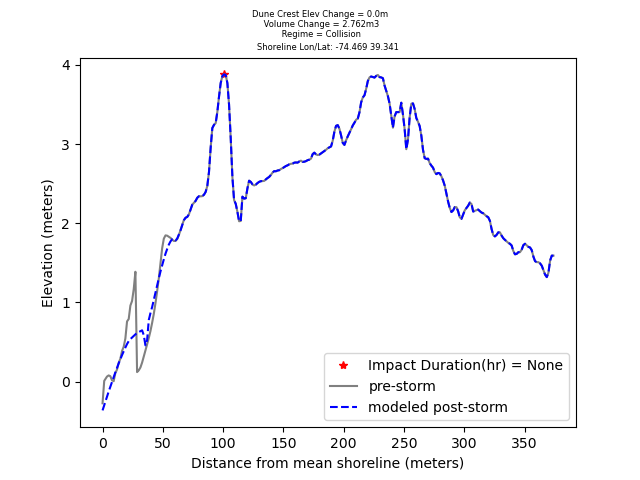 Dune Crest Elev Change = 0.0m
Volume Change = 2.762m3
Regime = Collision
Shoreline Lon/Lat: -74.469 39.341
4
3
2
1
0
Elevation (meters)
Impact Duration(hr) = None
pre-storm
modeled post-storm
0 50 100 150 200 250 300 350
Distance from mean shoreline (meters)